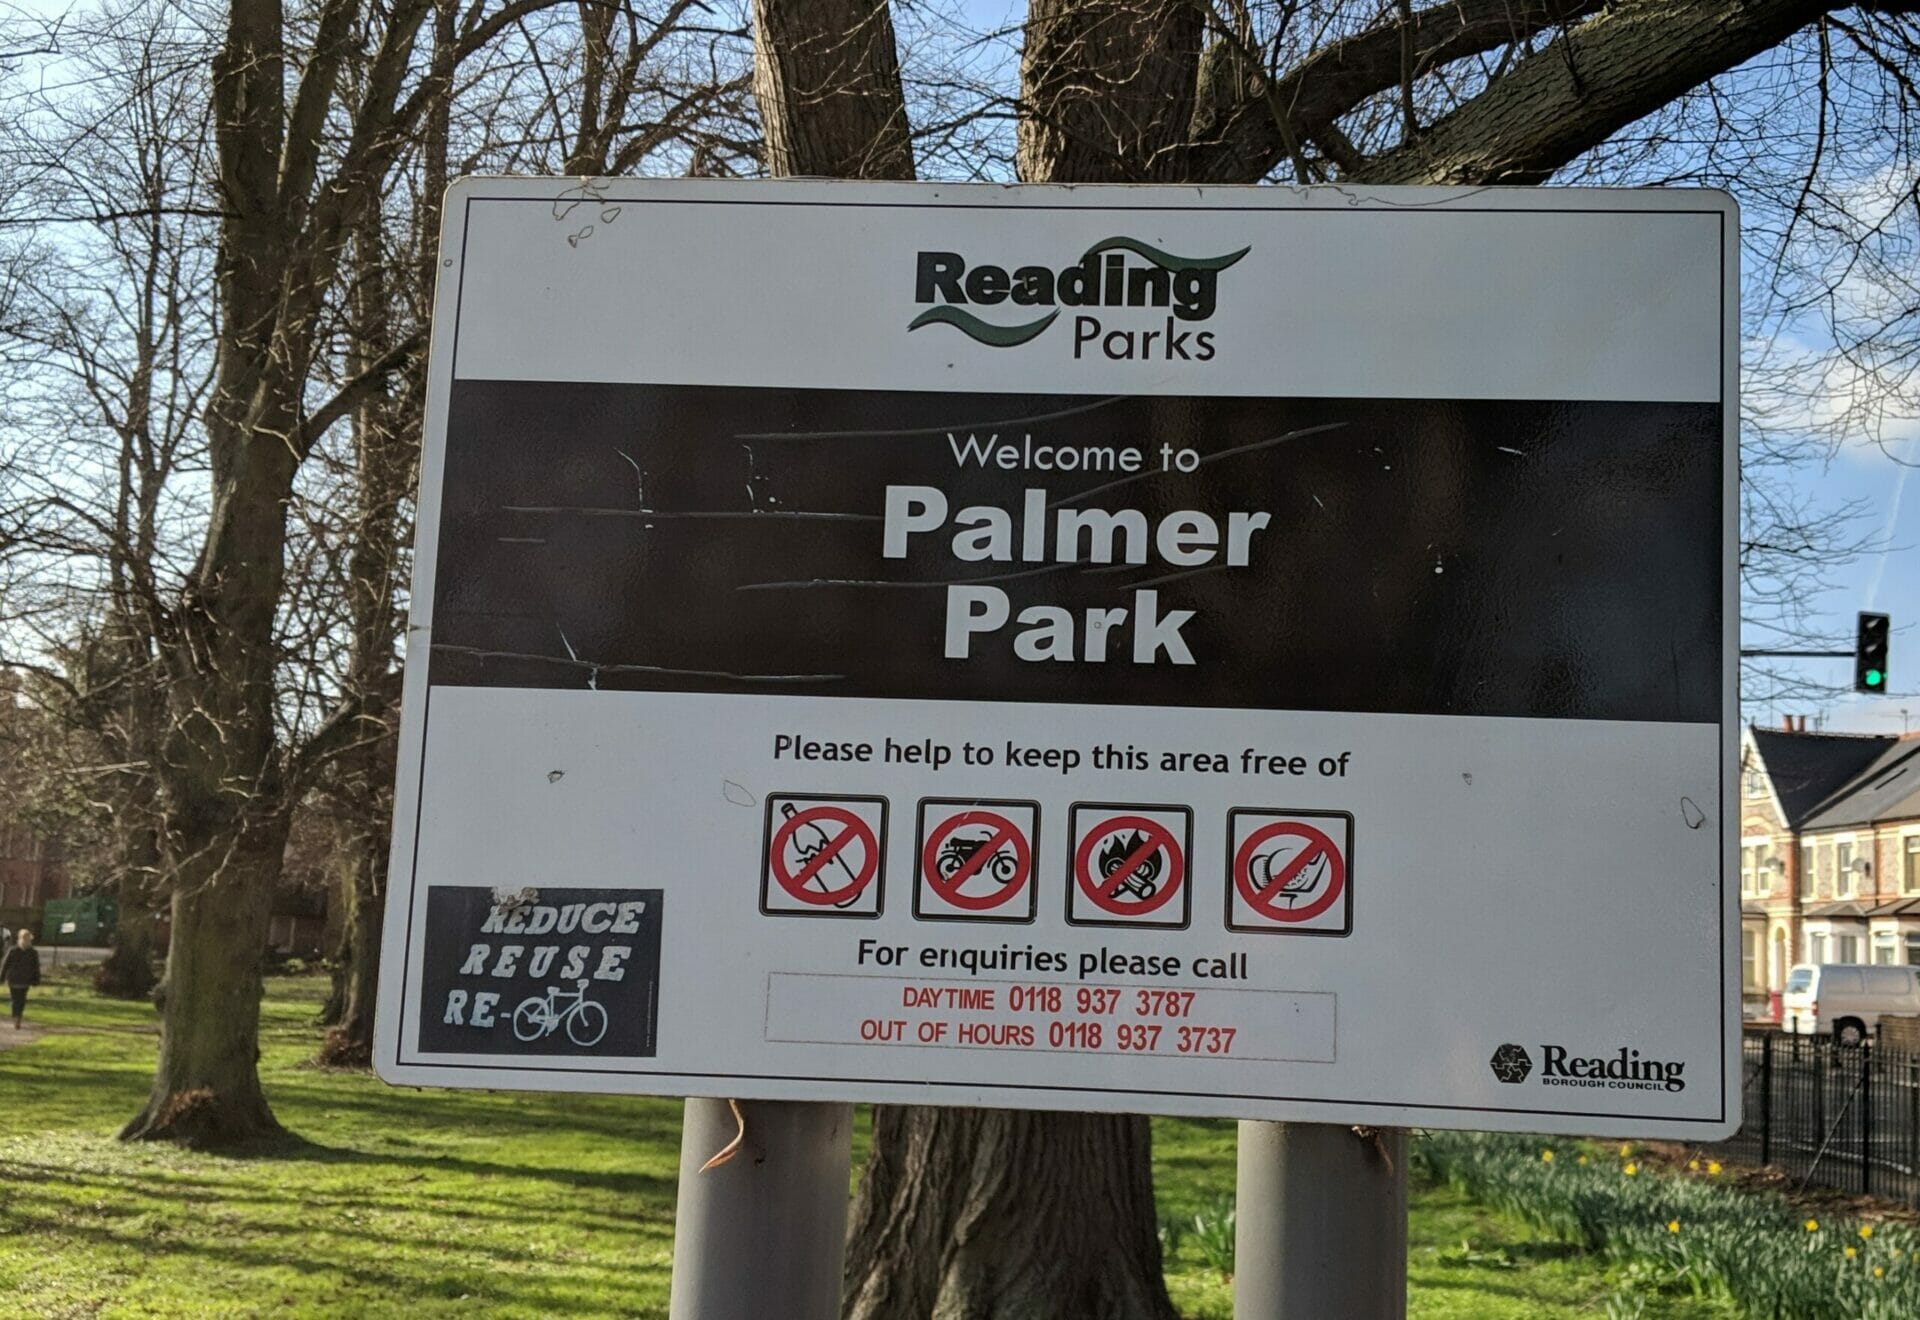 Reading
Parks
Welcome to
Palmer
Park
Please help to keep this area free of
For enquiries please call
DAYTIME 0118 937 3787
OUT OF HOURS 0118 937 3737
REDUCE
REUSE
RE-
Reading
BOROUGH COUNCIL